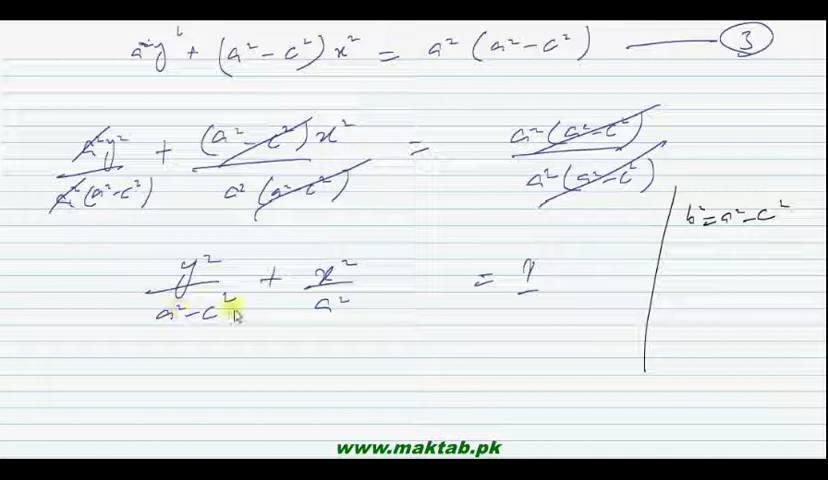 a²y² + (a² - c²)x² = a² (a² - c²) ——— 3
a²y² / a²(a² - c²) + (a² - c²)x² / a²(a² - c²) = a²(a² - c²) / a²(a² - c²)
b² = a² - c²
y² / a² - c² + x² / a² = 1
www.maktab.pk